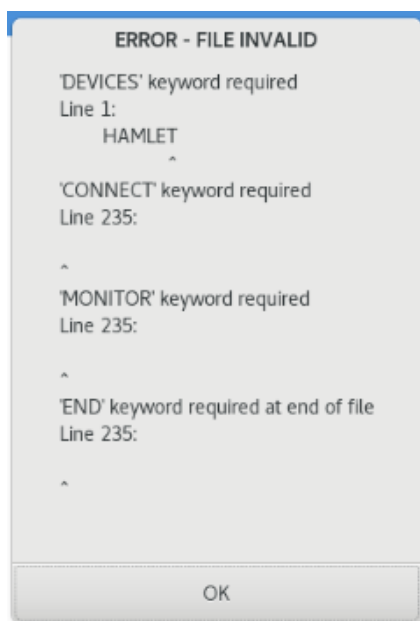 ERROR - FILE INVALID
'DEVICES' keyword required
Line 1:
HAMLET
^
'CONNECT' keyword required
Line 235:
^
'MONITOR' keyword required
Line 235:
^
'END' keyword required at end of file
Line 235:
^
OK